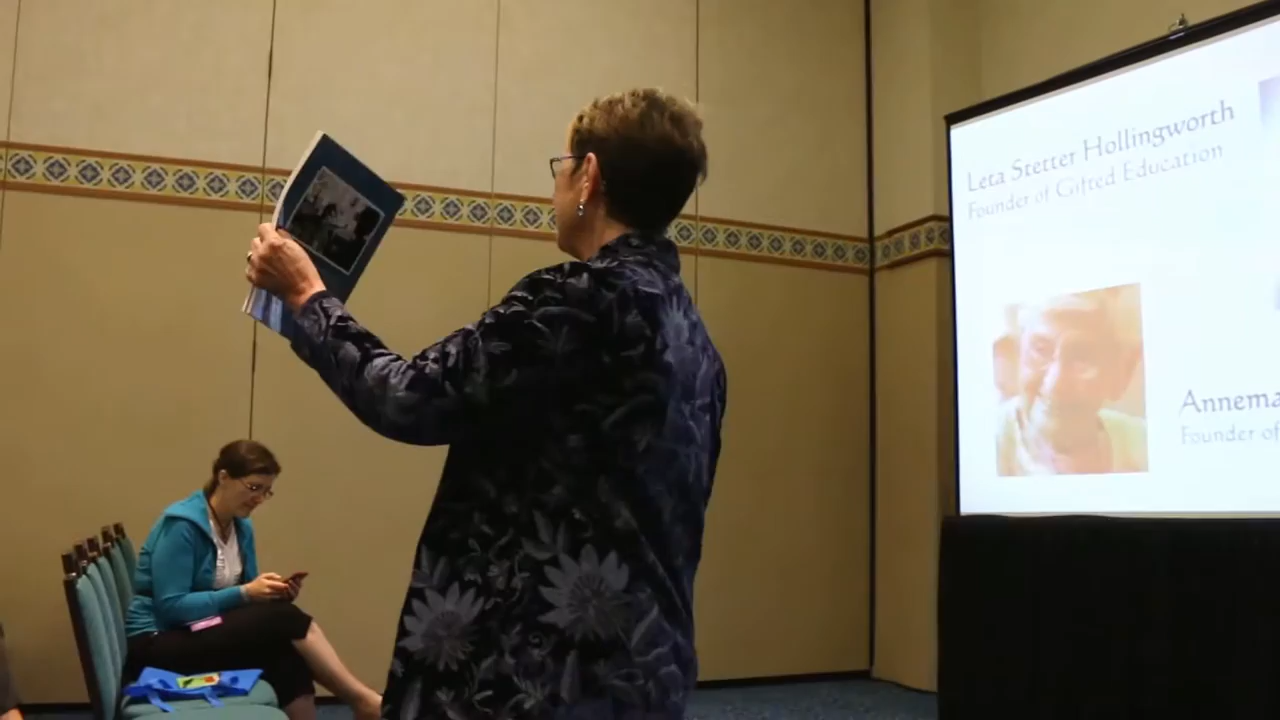 Leta Stetter Hollingworth
Founder of Gifted Education
Annema
Founder of